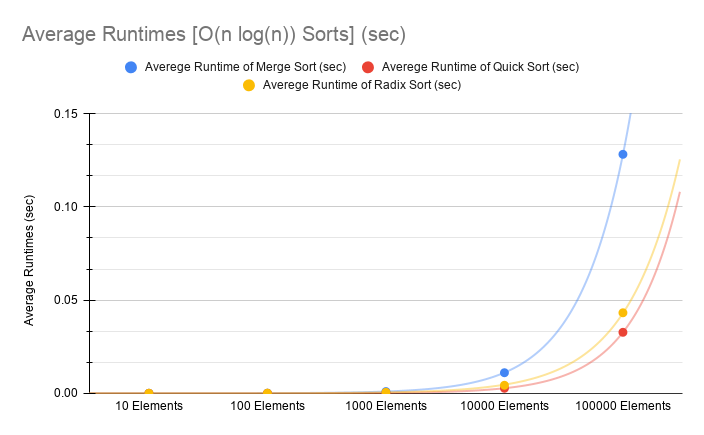 Average Runtimes [O(n log(n)) Sorts] (sec)
Averege Runtime of Merge Sort (sec)
Averege Runtime of Quick Sort (sec)
Averege Runtime of Radix Sort (sec)
Average Runtimes (sec)
0.15
0.10
0.05
0.00
10 Elements
100 Elements
1000 Elements
10000 Elements
100000 Elements